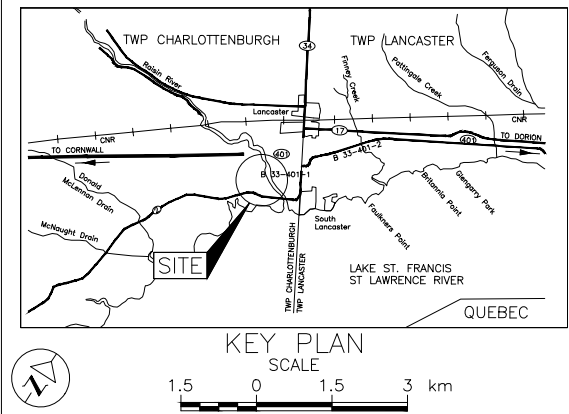 TWP CHARLOTTENBURGH
34
TWP LANCASTER
Raisin River
Finney Creek
Pattingale Creek
Ferguson Drain
Lancaster
CNR
17
CNR
TO CORNWALL
401
401
TO DORION
B 33-401-1
B 33-401-2
Donald
McLennon Drain
McNaught Drain
South
Lancaster
Faulkners Point
Britannia Point
Glengarry Park
SITE
TWP CHARLOTTENBURGH
TWP LANCASTER
LAKE ST. FRANCIS
ST LAWRENCE RIVER
QUEBEC
KEY PLAN
SCALE
N
1.5 0 1.5 3 km